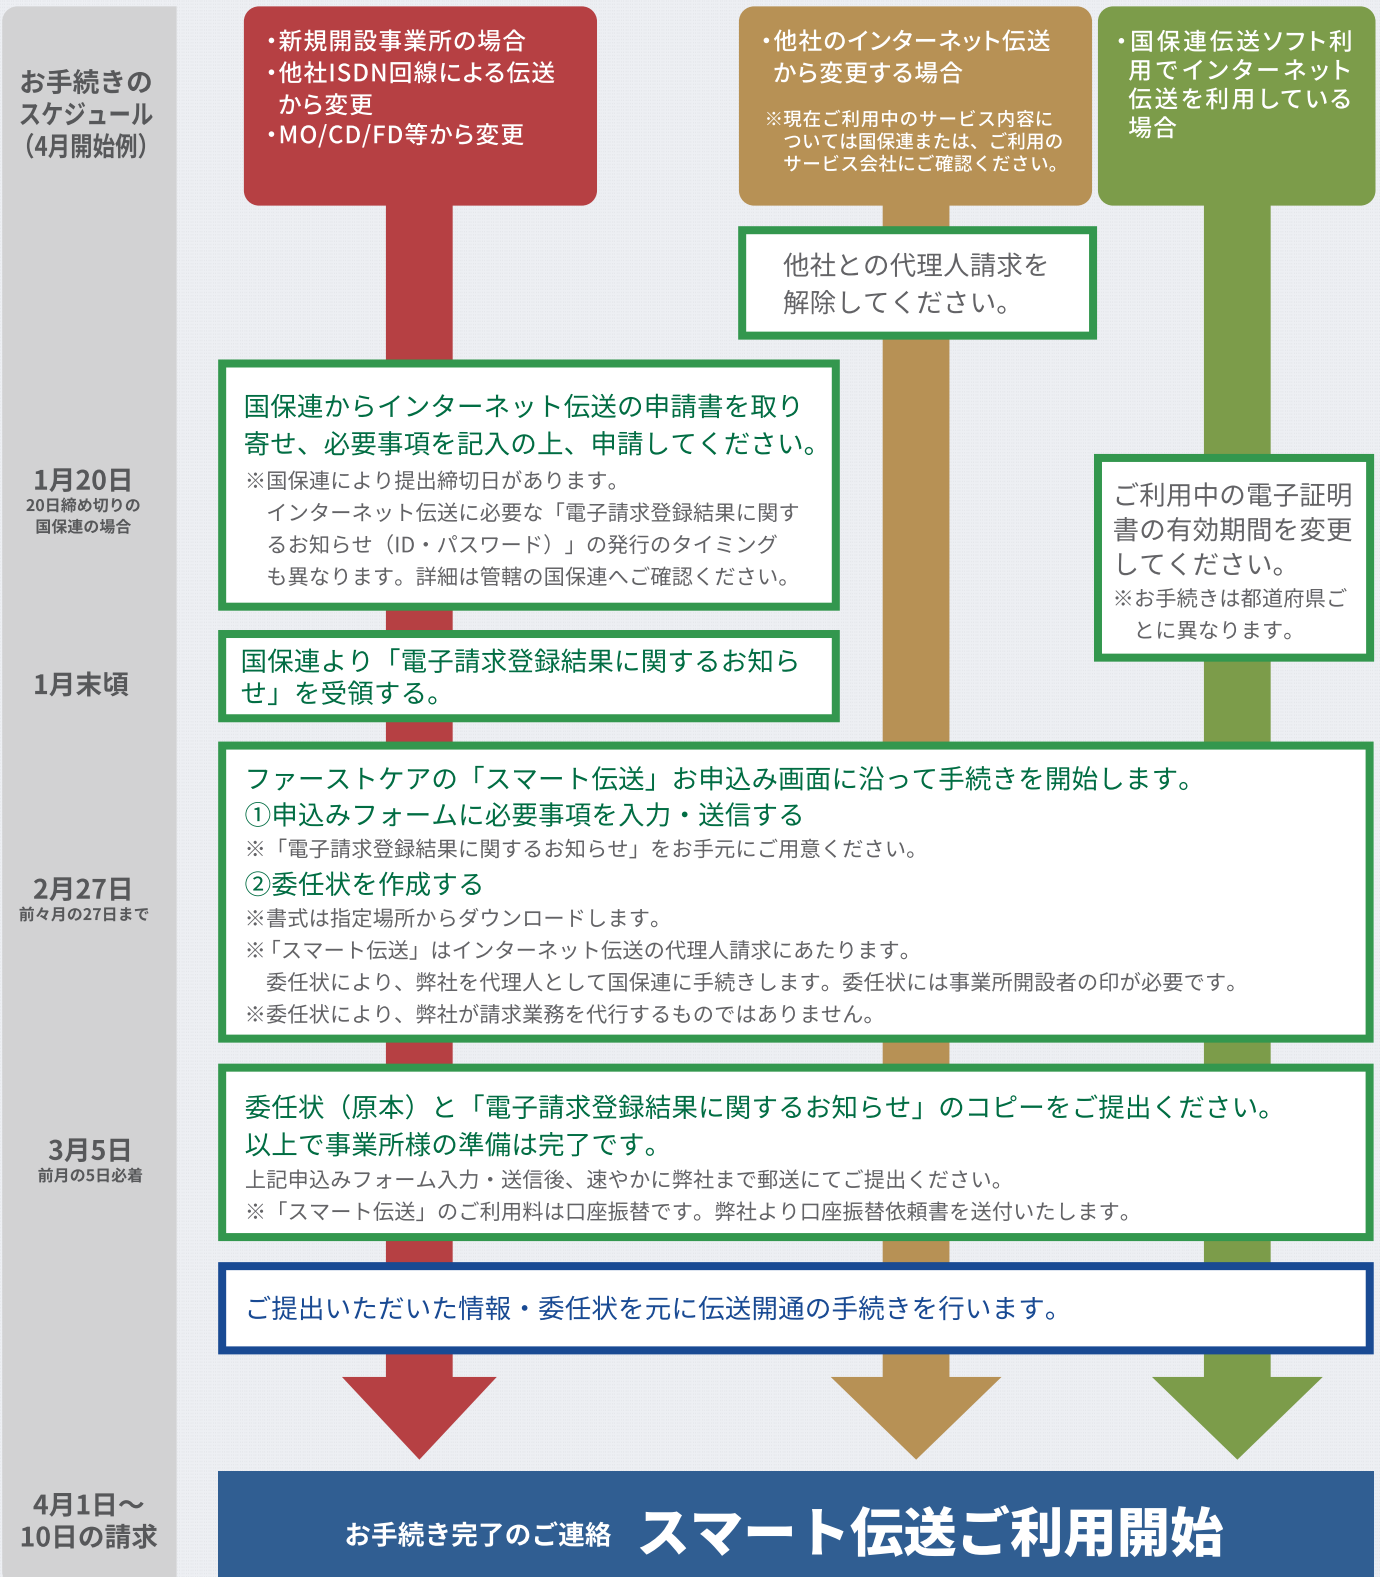 お手続きの
スケジュール
（4月開始例）
・新規開設事業所の場合
・他社ISDN回線による伝送
から変更
・MO/CD/FD等から変更
・他社のインターネット伝送
から変更する場合
※現在ご利用中のサービス内容に
ついては国保連または、ご利用の
サービス会社にご確認ください。
・国保連伝送ソフト利
用でインターネット
伝送を利用している
場合
他社との代理人請求を
解除してください。
1月20日
20日締め切りの
国保連の場合
国保連からインターネット伝送の申請書を取り
寄せ、必要事項を記入の上、申請してください。
※国保連により提出締切日があります。
インターネット伝送に必要な「電子請求登録結果に関す
るお知らせ（ID・パスワード）」の発行のタイミング
も異なります。詳細は管轄の国保連へご確認ください。
ご利用中の電子証明
書の有効期間を変更
してください。
※お手続きは都道府県ご
とに異なります。
1月末頃
国保連より「電子請求登録結果に関するお知ら
せ」を受領する。
2月27日
前々月の27日まで
ファーストケアの「スマート伝送」お申込み画面に沿って手続きを開始します。
①申込みフォームに必要事項を入力・送信する
※「電子請求登録結果に関するお知らせ」をお手元にご用意ください。
②委任状を作成する
※書式は指定場所からダウンロードします。
※「スマート伝送」はインターネット伝送の代理人請求にあたります。
委任状により、弊社を代理人として国保連に手続きします。委任状には事業所開設者の印が必要です。
※委任状により、弊社が請求業務を代行するものではありません。
3月5日
前月の5日必着
委任状（原本）と「電子請求登録結果に関するお知らせ」のコピーをご提出ください。
以上で事業所様の準備は完了です。
上記申込みフォーム入力・送信後、速やかに弊社まで郵送にてご提出ください。
※「スマート伝送」のご利用料は口座振替です。弊社より口座振替依頼書を送付いたします。
ご提出いただいた情報・委任状を元に伝送開通の手続きを行います。
4月1日～
10日の請求
お手続き完了のご連絡 スマート伝送ご利用開始